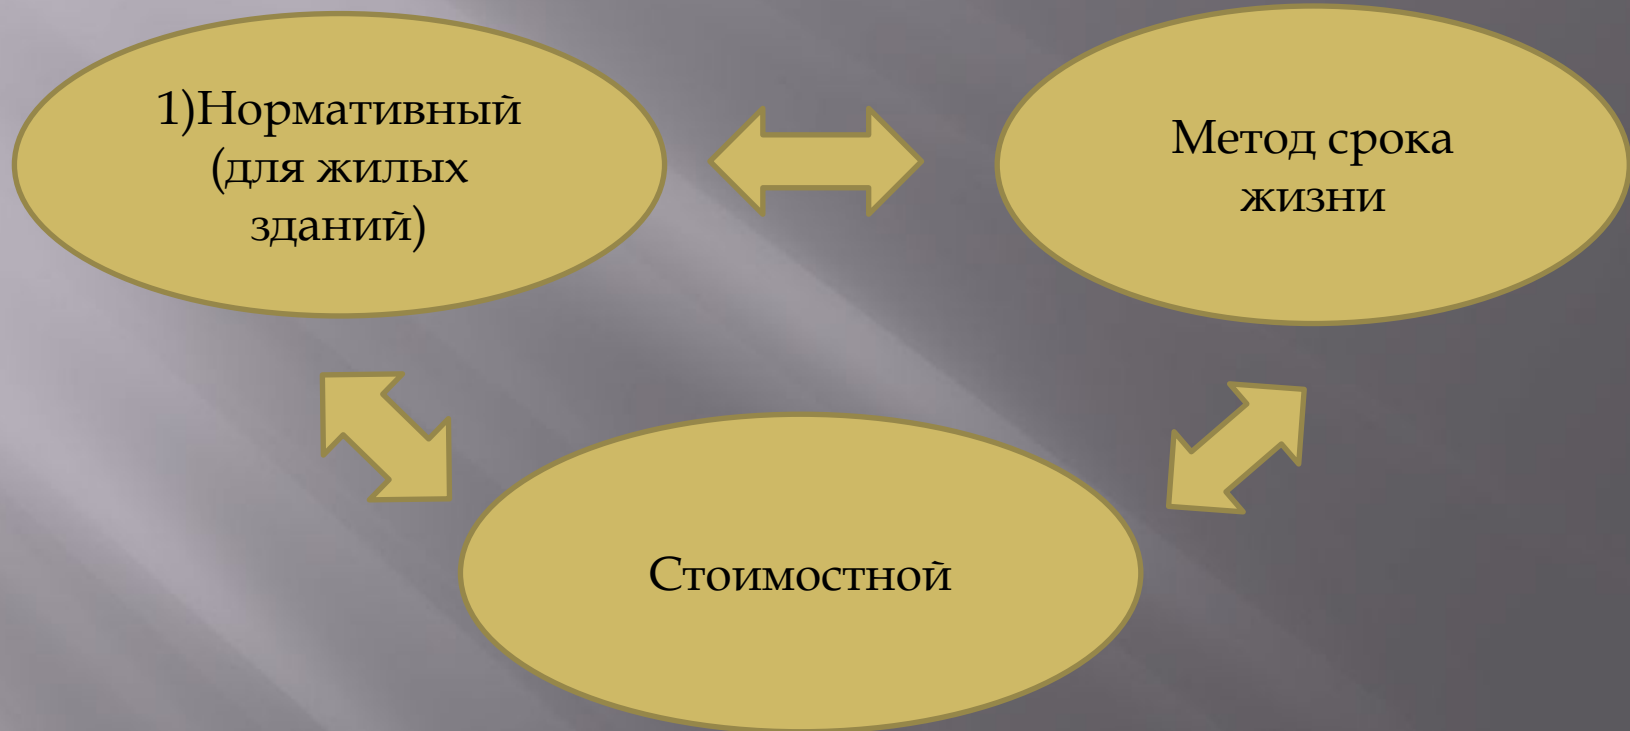 1)Нормативный
(для жилых
зданий)
Метод срока
жизни
Стоимостной